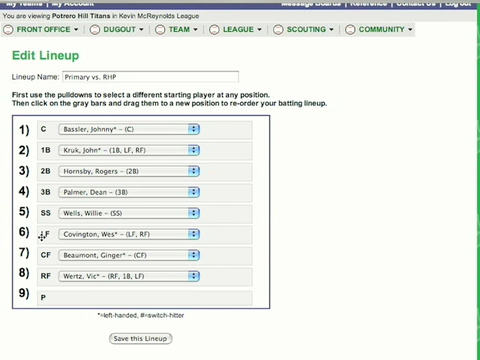 My Teams | My Account Message Boards | Reference | Contact Us | Log out
You are viewing Potrero Hill Titans in Kevin McReynolds League
FRONT OFFICE DUGOUT TEAM LEAGUE SCOUTING COMMUNITY
Edit Lineup
Lineup Name: Primary vs. RHP
First use the pulldowns to select a different starting player at any position.
Then click on the gray bars and drag them to a new position to re-order your batting lineup.
1) C Bassler, Johnny* - (C)
2) 1B Kruk, John* - (1B, LF, RF)
3) 2B Hornsby, Rogers - (2B)
4) 3B Palmer, Dean - (3B)
5) SS Wells, Willie - (SS)
6) LF Covington, Wes* - (LF, RF)
7) CF Beaumont, Ginger* - (CF)
8) RF Wertz, Vic* - (RF, 1B, LF)
9) P
*=left-handed, #=switch-hitter
Save this Lineup